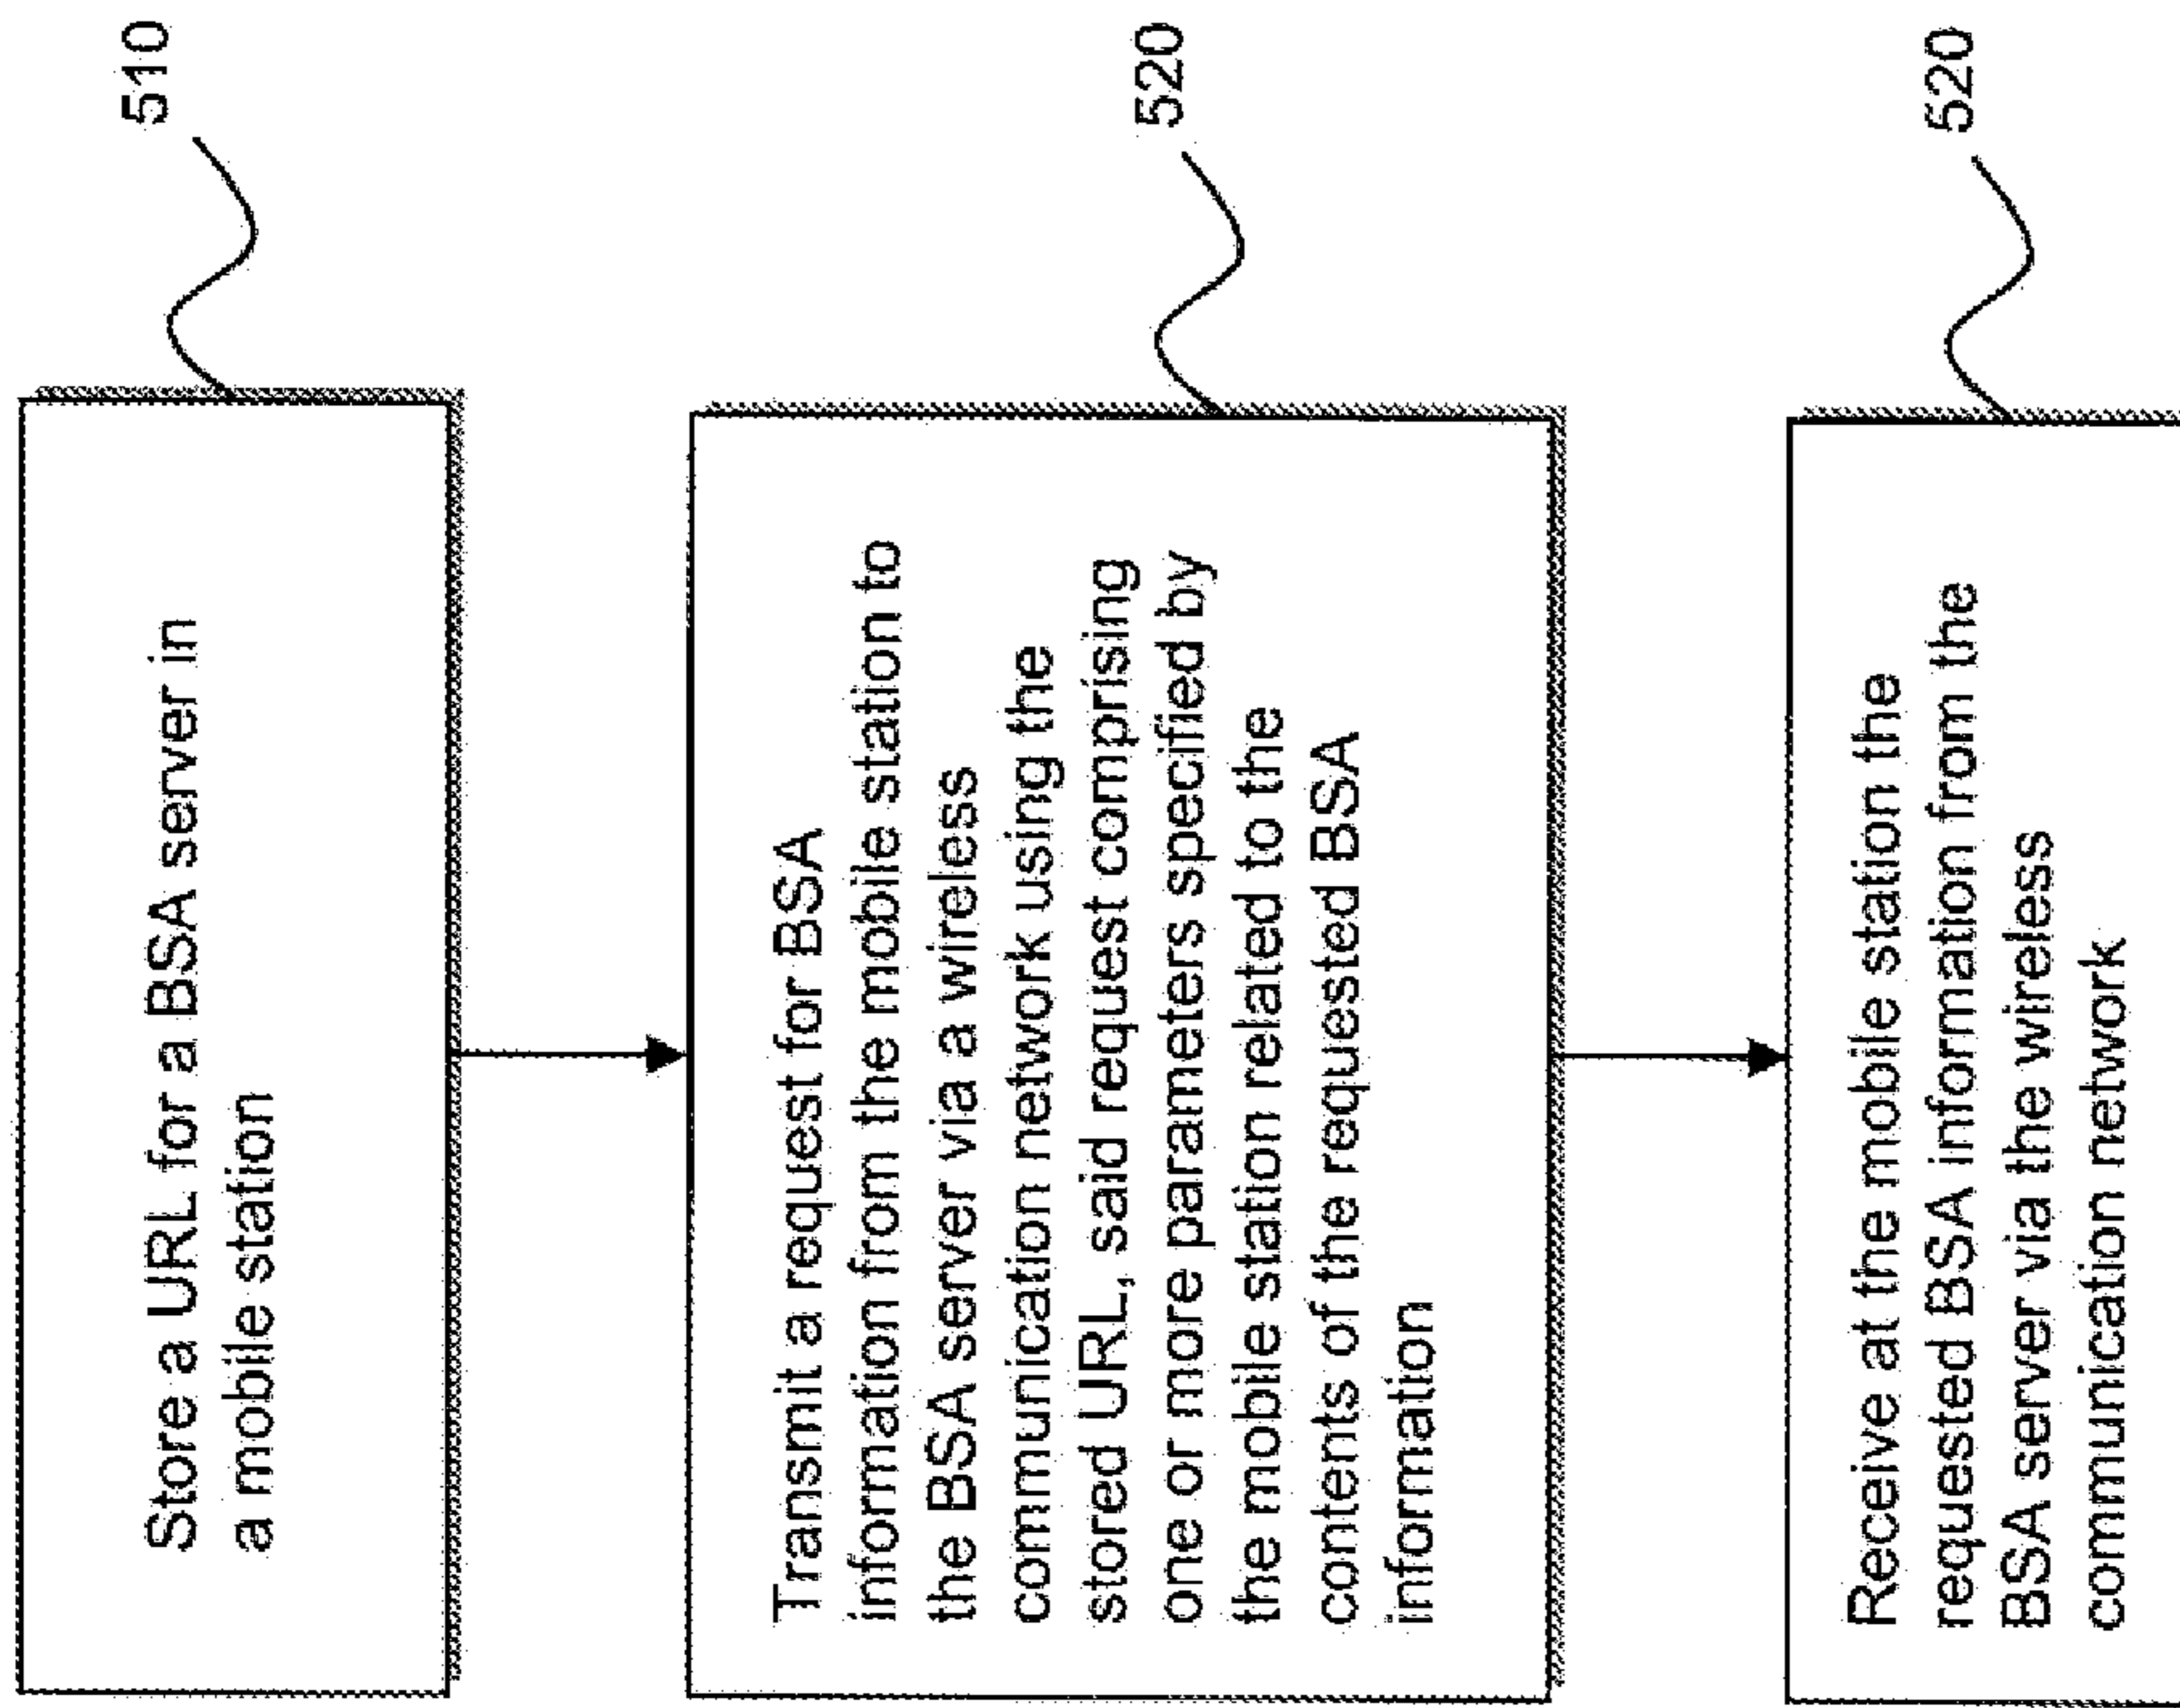 Store a URL for a BSA server in
a mobile station
510
Transmit a request for BSA
information from the mobile station to
the BSA server via a wireless
communication network using the
stored URL, said request comprising
one or more parameters specified by
the mobile station related to the
contents of the requested BSA
information
520
Receive at the mobile station the
requested BSA information from the
BSA server via the wireless
communication network
520